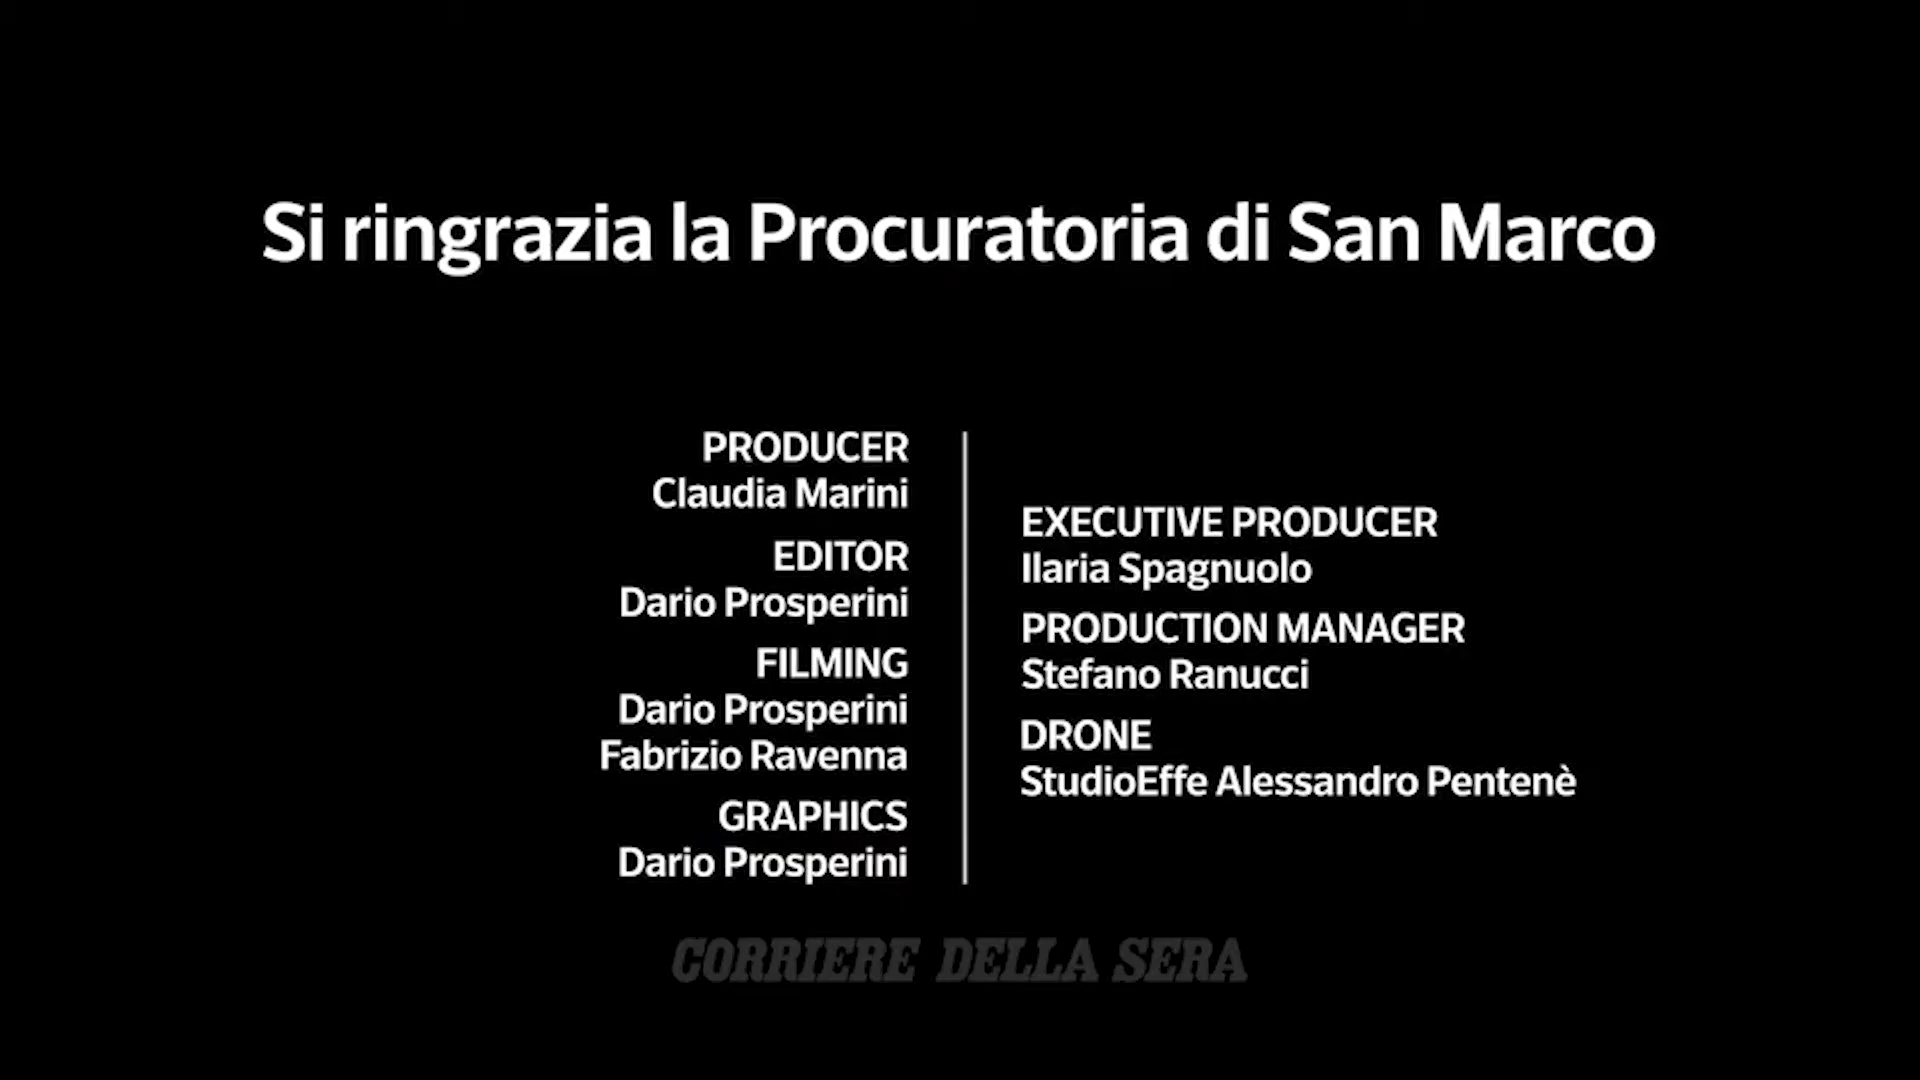 Si ringrazia la Procuratoria di San Marco
PRODUCER
Claudia Marini
EDITOR
Dario Prosperini
FILMING
Dario Prosperini
Fabrizio Ravenna
GRAPHICS
Dario Prosperini
EXECUTIVE PRODUCER
Ilaria Spagnuolo
PRODUCTION MANAGER
Stefano Ranucci
DRONE
StudioEffe Alessandro Pentenè
CORRIERE DELLA SERA